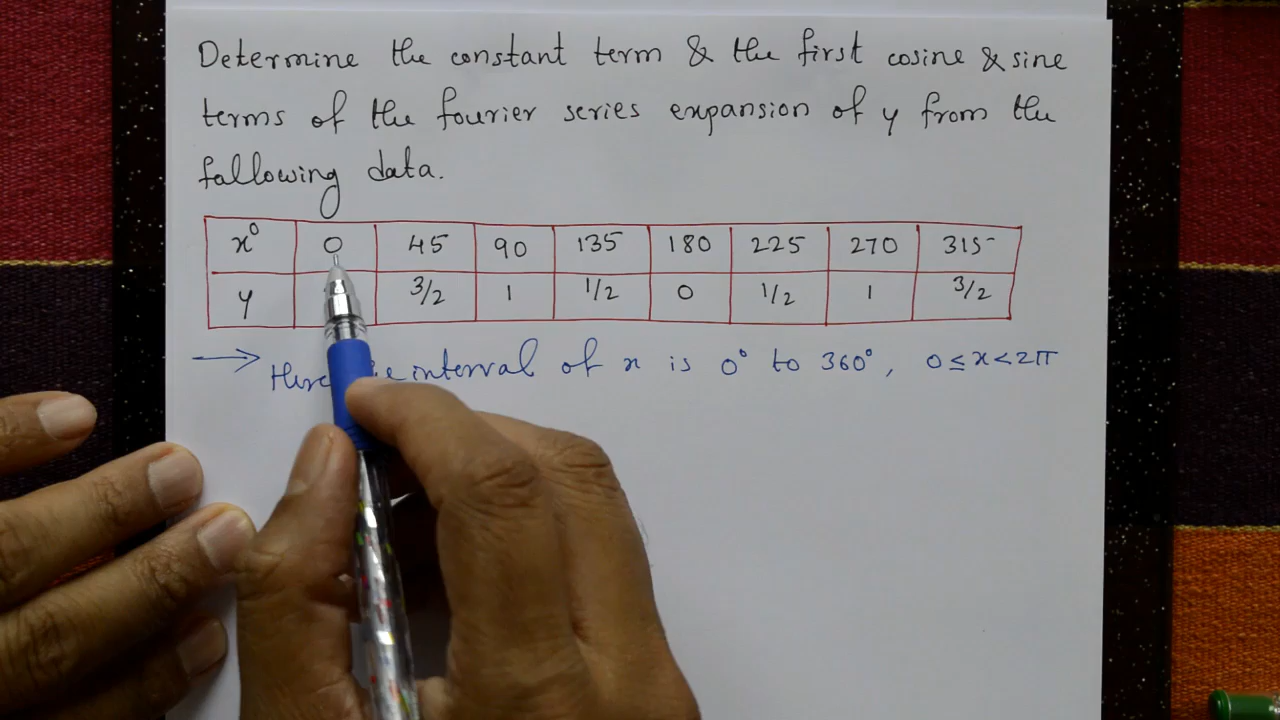 Determine the constant term & the first cosine & sine
terms of the fourier series expansion of y from the
following data.
x° 0 45 90 135 180 225 270 315
y 3/2 1 1/2 0 1/2 1 3/2
→ interval of x is 0° to 360°, 0≤x<2π